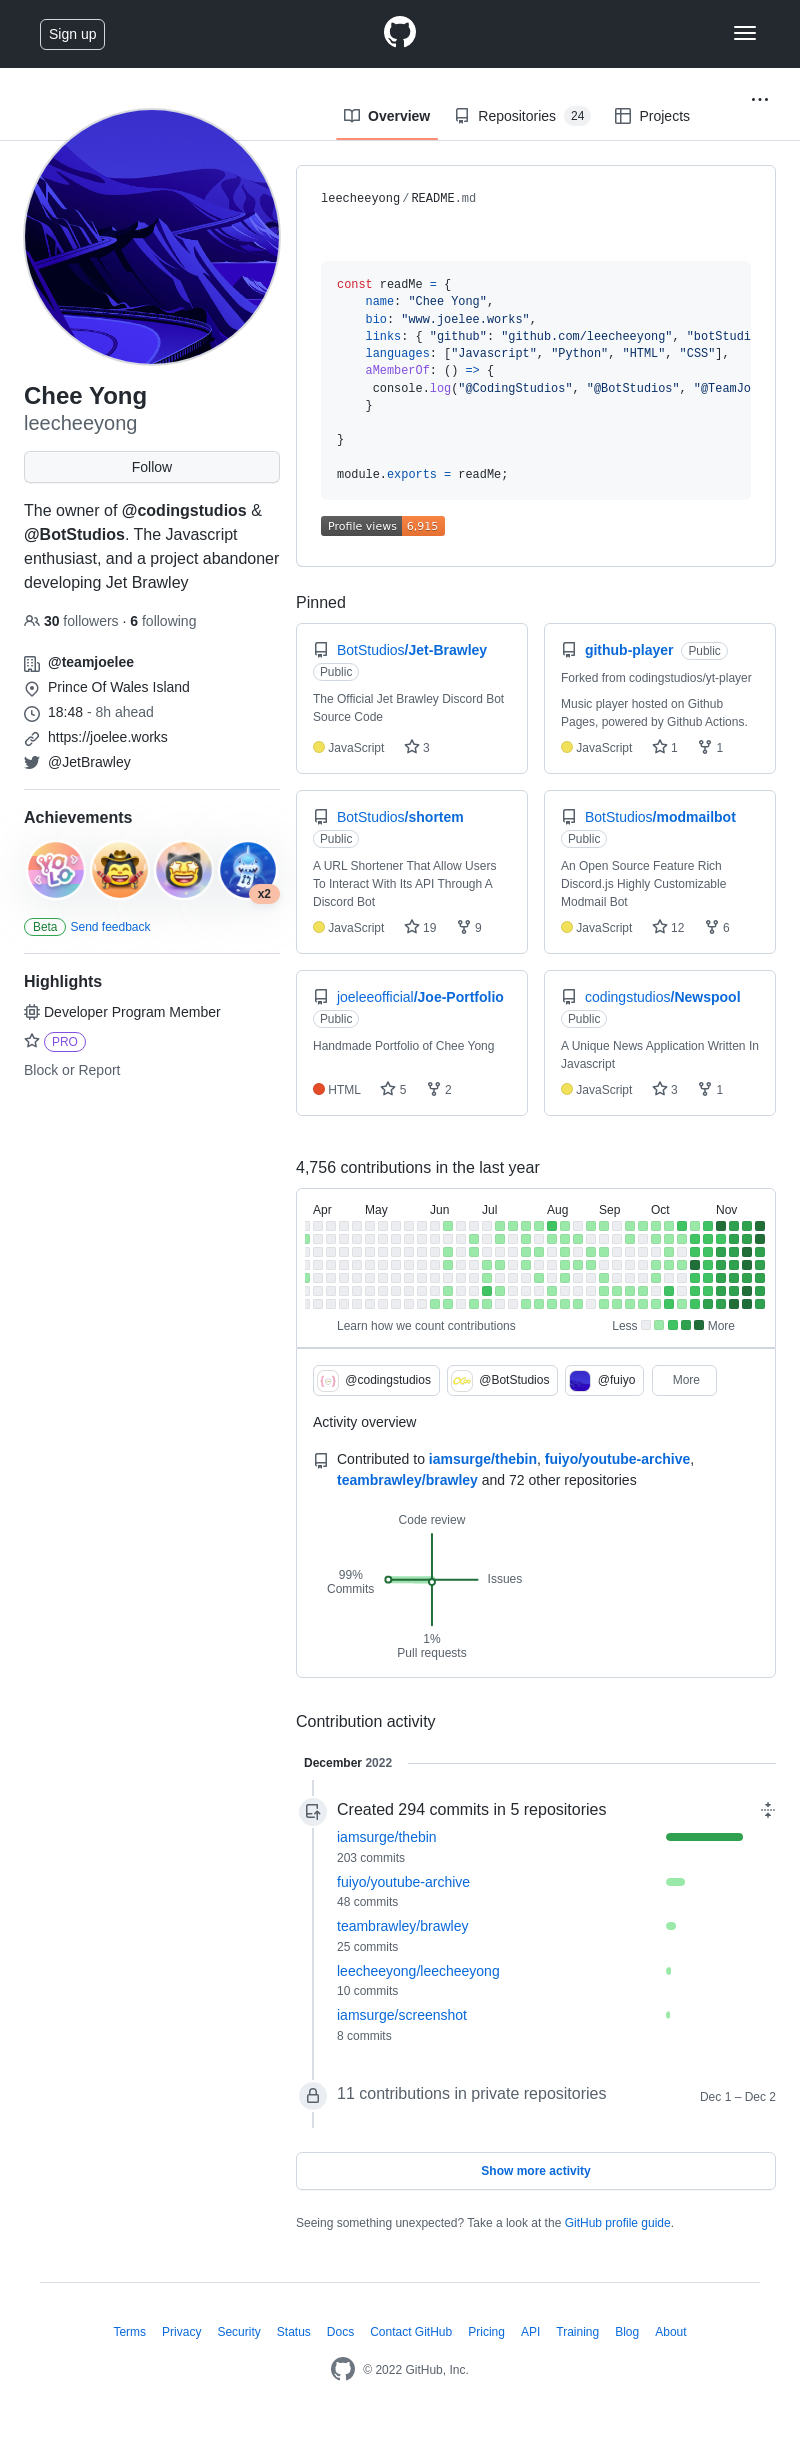 Sign up
Overview
Repositories 24
Projects
Chee Yong
leecheeyong
Follow
The owner of @codingstudios &
@BotStudios. The Javascript
enthusiast, and a project abandoner
developing Jet Brawley
30 followers · 6 following
@teamjoelee
Prince Of Wales Island
18:48 - 8h ahead
https://joelee.works
@JetBrawley
Achievements
YOLO
x2
Beta Send feedback
Highlights
Developer Program Member
PRO
Block or Report
leecheeyong/README.md
const readMe = {
name: "Chee Yong",
bio: "www.joelee.works",
links: { "github": "github.com/leecheeyong", "botStudi
languages: ["Javascript", "Python", "HTML", "CSS"],
aMemberOf: () => {
console.log("@CodingStudios", "@BotStudios", "@TeamJo
}
}
module.exports = readMe;
Profile views 6,915
Pinned
BotStudios/Jet-Brawley
Public
The Official Jet Brawley Discord Bot
Source Code
JavaScript 3
github-player Public
Forked from codingstudios/yt-player
Music player hosted on Github
Pages, powered by Github Actions.
JavaScript 1 1
BotStudios/shortem
Public
A URL Shortener That Allow Users
To Interact With Its API Through A
Discord Bot
JavaScript 19 9
BotStudios/modmailbot
Public
An Open Source Feature Rich
Discord.js Highly Customizable
Modmail Bot
JavaScript 12 6
joeleeofficial/Joe-Portfolio
Public
Handmade Portfolio of Chee Yong
HTML 5 2
codingstudios/Newspool
Public
A Unique News Application Written In
Javascript
JavaScript 3 1
4,756 contributions in the last year
Apr May Jun Jul Aug Sep Oct Nov
Learn how we count contributions
Less More
@codingstudios
@BotStudios
@fuiyo
More
Activity overview
Contributed to iamsurge/thebin, fuiyo/youtube-archive,
teambrawley/brawley and 72 other repositories
Code review
99%
Commits
Issues
1%
Pull requests
Contribution activity
December 2022
Created 294 commits in 5 repositories
iamsurge/thebin
203 commits
fuiyo/youtube-archive
48 commits
teambrawley/brawley
25 commits
leecheeyong/leecheeyong
10 commits
iamsurge/screenshot
8 commits
11 contributions in private repositories
Dec 1 – Dec 2
Show more activity
Seeing something unexpected? Take a look at the GitHub profile guide.
Terms Privacy Security Status Docs Contact GitHub Pricing API Training Blog About
© 2022 GitHub, Inc.